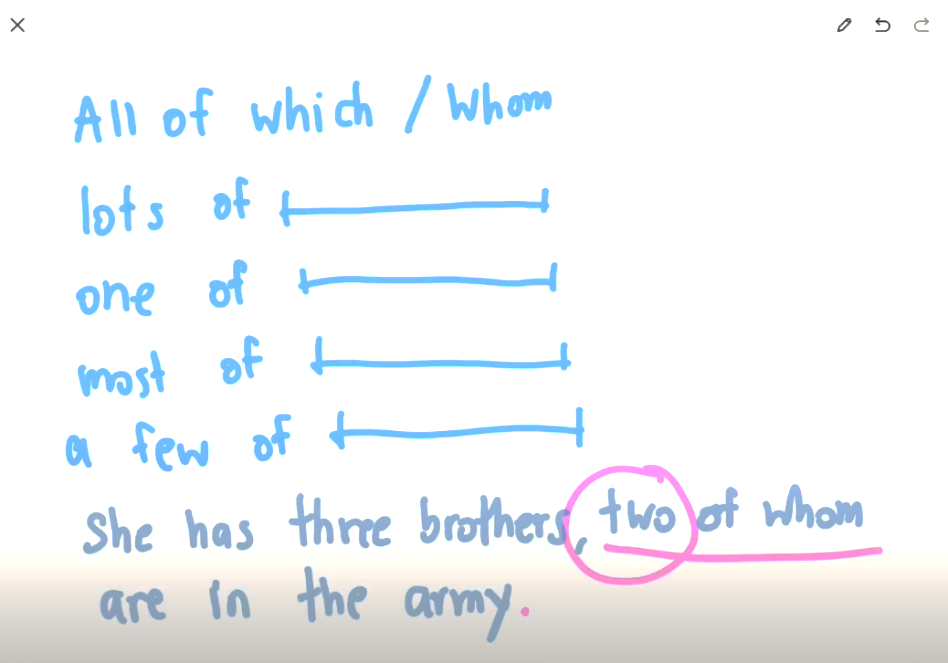 All of which / Whom
lots of
one of
most of
a few of
She has three brothers, two of whom
are in the army.